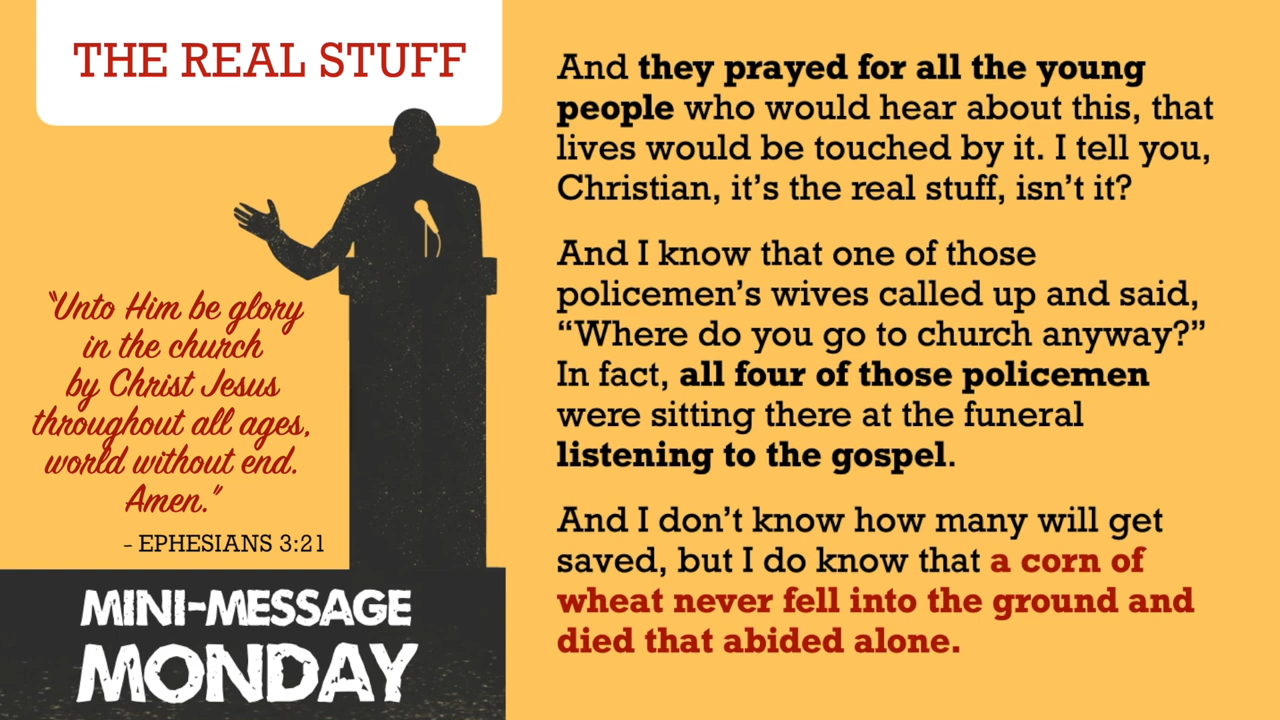 THE REAL STUFF
“Unto Him be glory
in the church
by Christ Jesus
throughout all ages,
world without end.
Amen.”
- EPHESIANS 3:21
MINI-MESSAGE
MONDAY
And they prayed for all the young
people who would hear about this, that
lives would be touched by it. I tell you,
Christian, it’s the real stuff, isn’t it?
And I know that one of those
policemen’s wives called up and said,
“Where do you go to church anyway?”
In fact, all four of those policemen
were sitting there at the funeral
listening to the gospel.
And I don’t know how many will get
saved, but I do know that a corn of
wheat never fell into the ground and
died that abided alone.